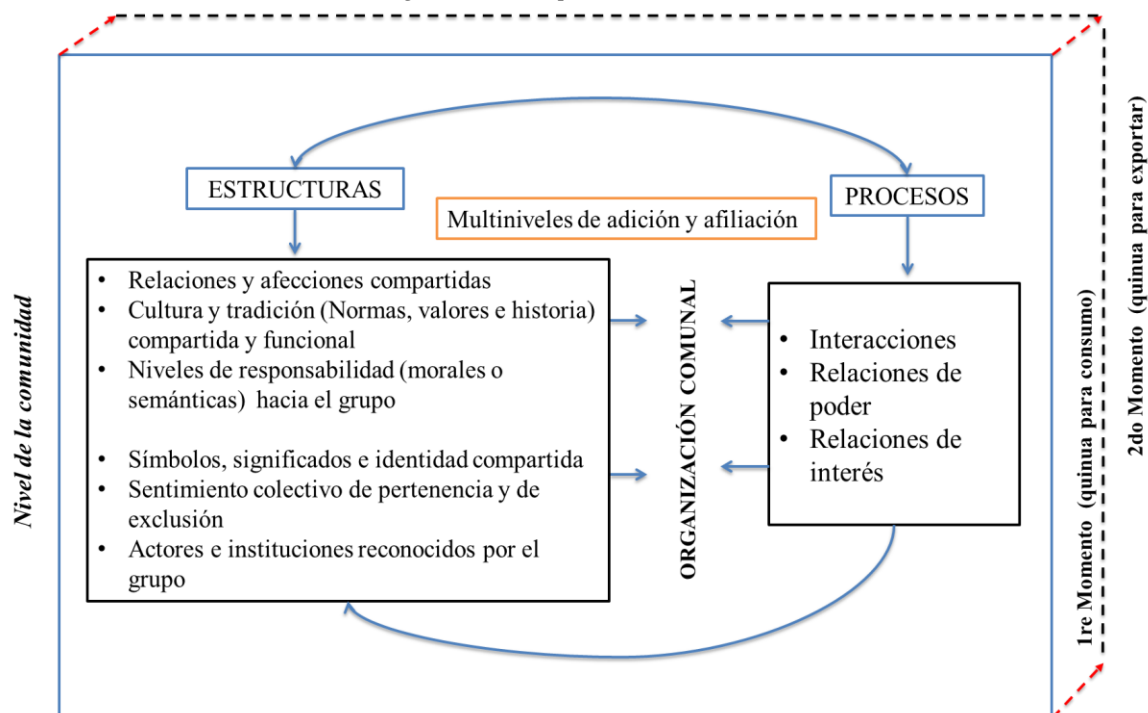 ESTRUCTURAS
PROCESOS
Multiniveles de adición y afiliación
• Relaciones y afecciones compartidas
• Cultura y tradición (Normas, valores e historia)
compartida y funcional
• Niveles de responsabilidad (morales o
semánticas) hacia el grupo
• Símbolos, significados e identidad compartida
• Sentimiento colectivo de pertenencia y de
exclusión
• Actores e instituciones reconocidos por el
grupo
ORGANIZACIÓN COMUNAL
• Interacciones
• Relaciones de
poder
• Relaciones de
interés
Nivel de la comunidad
1re Momento (quinua para consumo)
2do Momento (quinua para exportar)